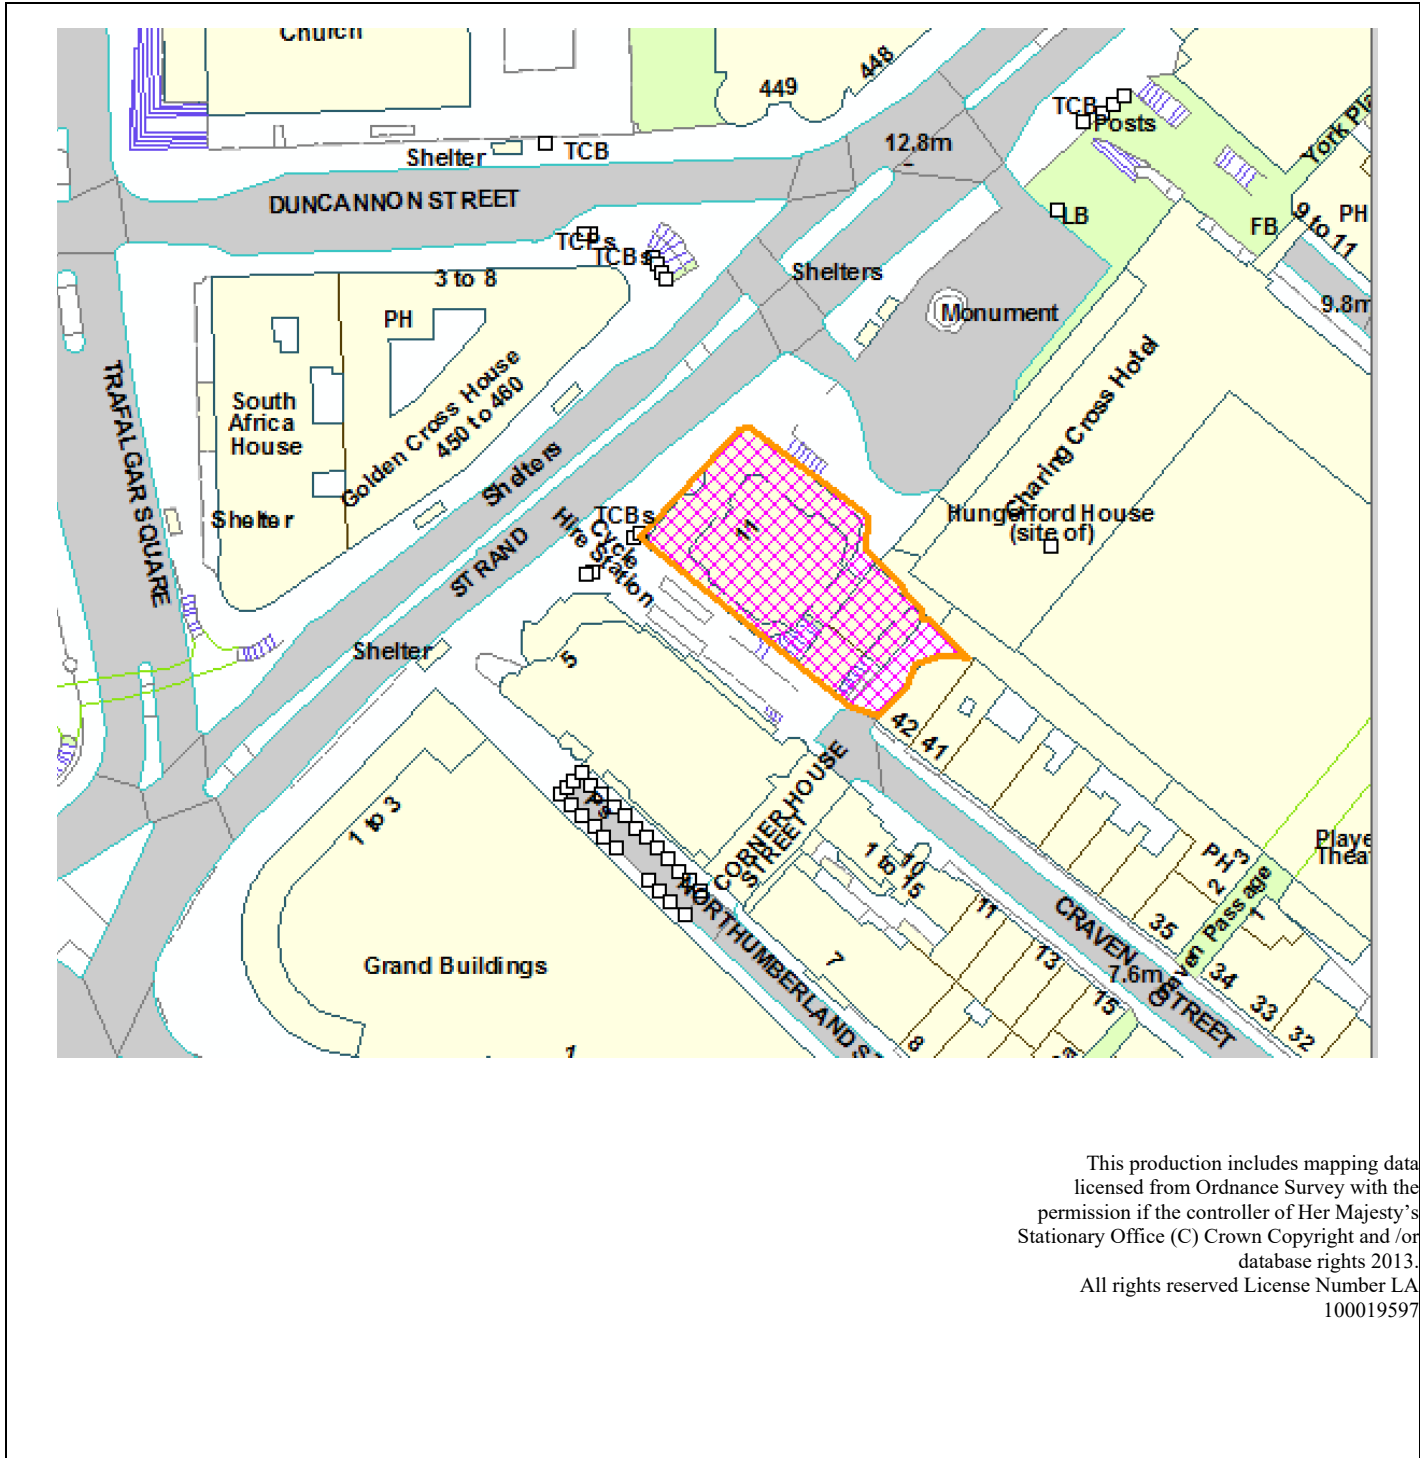 Church
449
448
TCB
Posts
12.8m
York Pla
Shelter
TCB
DUNCANNON STREET
LB
FB
9 to 11
PH
TCPs
TCBs
Shelters
3 to 8
Monument
9.8m
PH
TRAFALGAR SQUARE
South
Africa
House
Golden Cross House
450 to 460
Charing Cross Hotel
Shelters
Shelter
TCBs
Cycle
Hire Station
11
Hungerford House
(site of)
STRAND
Shelter
5
42
41
1 to 3
Ps
CORNER HOUSE
STREET
1 to 15
10
PH
3
2
1
Playe
Theat
11
CRAVEN STREET
35
Craven Passage
NORTHUMBERLAND S
7
13
7.6m
34
Grand Buildings
15
33
32
8
1
This production includes mapping data
licensed from Ordnance Survey with the
permission if the controller of Her Majesty's
Stationary Office (C) Crown Copyright and /or
database rights 2013.
All rights reserved License Number LA
100019597